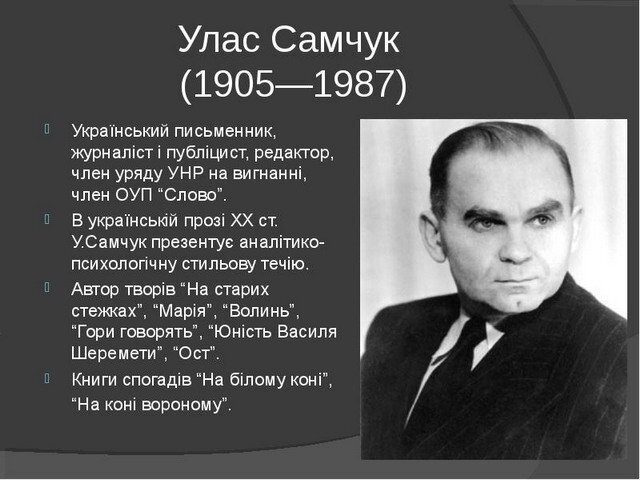 Улас Самчук
(1905—1987)
Український письменник,
журналіст і публіцист, редактор,
член уряду УНР на вигнанні,
член ОУП “Слово”.
В українській прозі ХХ ст.
У.Самчук презентує аналітико-
психологічну стильову течію.
Автор творів “На старих
стежках”, “Марія”, “Волинь”,
“Гори говорять”, “Юність Василя
Шеремети”, “Ост”.
Книги спогадів “На білому коні”,
“На коні вороному”.